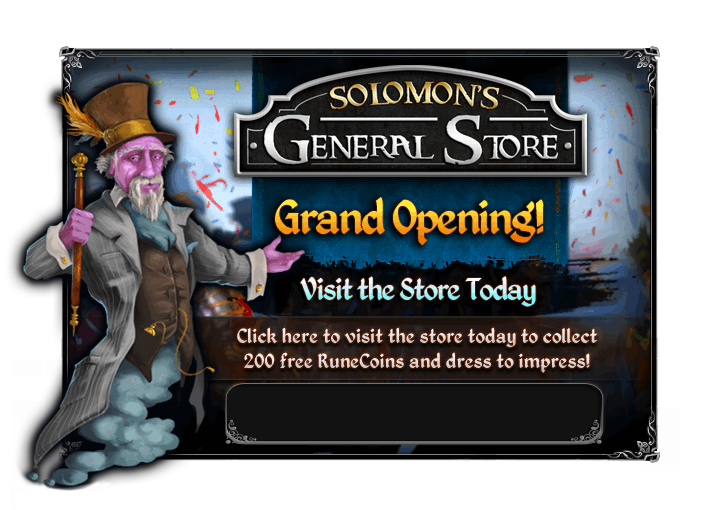 SOLOMON'S
GENERAL STORE
Grand Opening!
Visit the Store Today
Click here to visit the store today to collect
200 free RuneCoins and dress to impress!